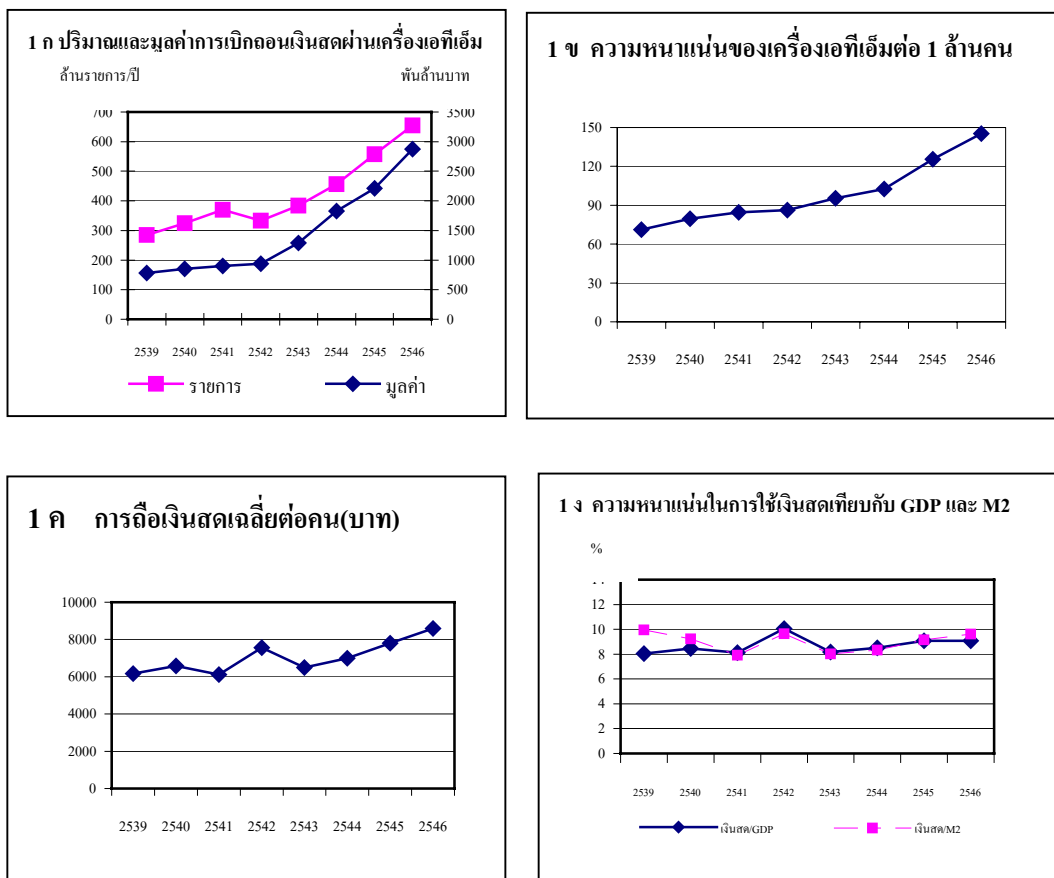 1 ก ปริมาณและมูลค่าการเบิกถอนเงินสดผ่านเครื่องเอทีเอ็ม
ล้านรายการ/ปี พันล้านบาท
700 3500
600 3000
500 2500
400 2000
300 1500
200 1000
100 500
0 0
2539 2540 2541 2542 2543 2544 2545 2546
รายการ มูลค่า
1 ข ความหนาแน่นของเครื่องเอทีเอ็มต่อ 1 ล้านคน
150
120
90
60
30
0
2539 2540 2541 2542 2543 2544 2545 2546
1 ค การถือเงินสดเฉลี่ยต่อคน(บาท)
10000
8000
6000
4000
2000
0
2539 2540 2541 2542 2543 2544 2545 2546
1 ง ความหนาแน่นในการใช้เงินสดเทียบกับ GDP และ M2
%
14
12
10
8
6
4
2
0
2539 2540 2541 2542 2543 2544 2545 2546
เงินสด/GDP เงินสด/M2